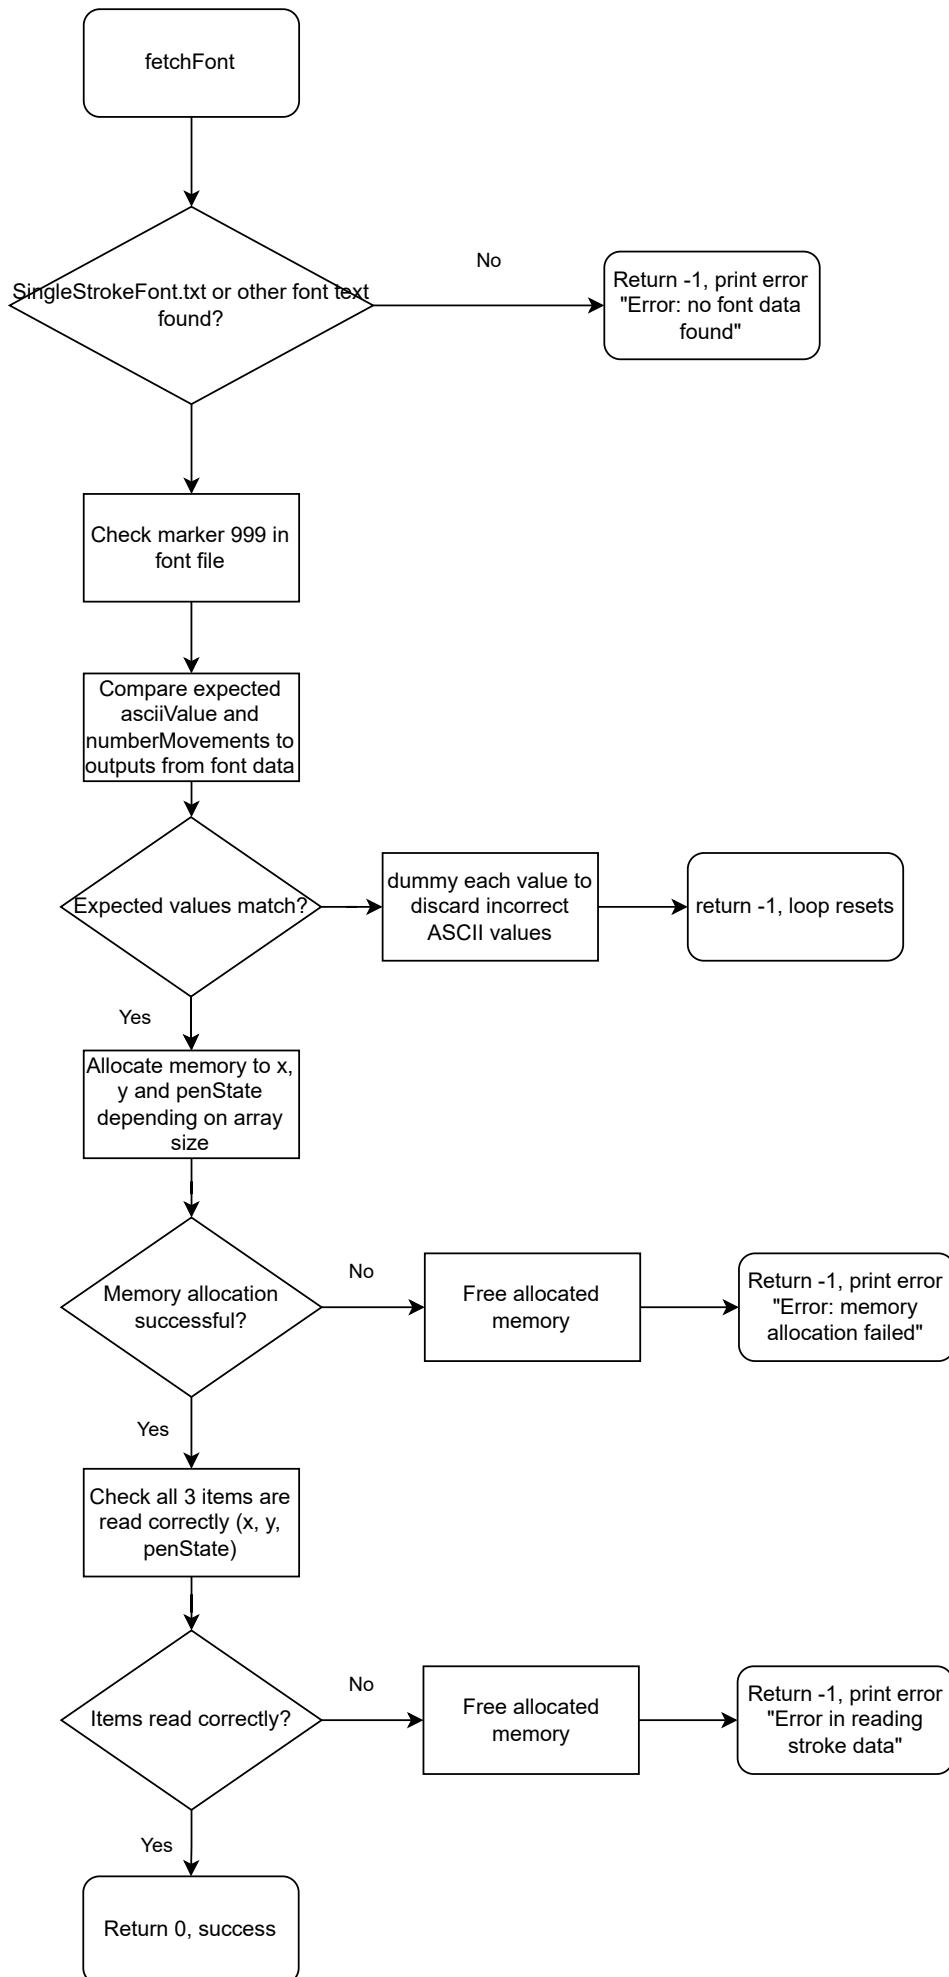 fetchFont
SingleStrokeFont.txt or other font text
found?
No
Return -1, print error
"Error: no font data
found"
Check marker 999 in
font file
Compare expected
asciiValue and
numberMovements to
outputs from font data
Expected values match?
dummy each value to
discard incorrect
ASCII values
return -1, loop resets
Yes
Allocate memory to x,
y and penState
depending on array
size
Memory allocation
successful?
No
Free allocated
memory
Return -1, print error
"Error: memory
allocation failed"
Yes
Check all 3 items are
read correctly (x, y,
penState)
Items read correctly?
No
Free allocated
memory
Return -1, print error
"Error in reading
stroke data"
Yes
Return 0, success